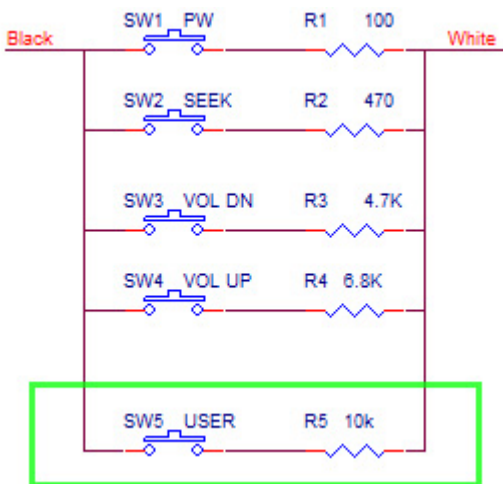 SW1 PW R1 100
Black White
SW2 SEEK R2 470
SW3 VOL DN R3 4.7K
SW4 VOL UP R4 6.8K
SW5 USER R5 10k